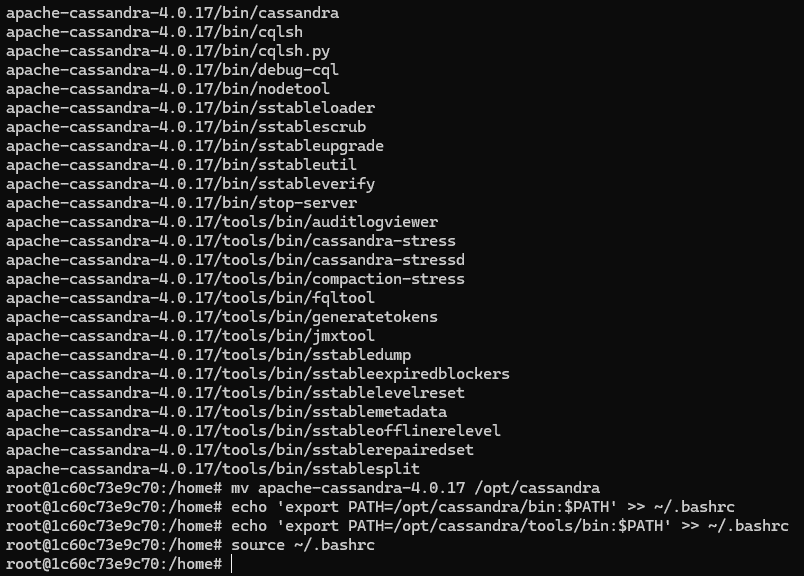 apache-cassandra-4.0.17/bin/cassandra
apache-cassandra-4.0.17/bin/cqlsh
apache-cassandra-4.0.17/bin/cqlsh.py
apache-cassandra-4.0.17/bin/debug-cql
apache-cassandra-4.0.17/bin/nodetool
apache-cassandra-4.0.17/bin/sstableloader
apache-cassandra-4.0.17/bin/sstablescrub
apache-cassandra-4.0.17/bin/sstableupgrade
apache-cassandra-4.0.17/bin/sstableutil
apache-cassandra-4.0.17/bin/sstableverify
apache-cassandra-4.0.17/bin/stop-server
apache-cassandra-4.0.17/tools/bin/auditlogviewer
apache-cassandra-4.0.17/tools/bin/cassandra-stress
apache-cassandra-4.0.17/tools/bin/cassandra-stressd
apache-cassandra-4.0.17/tools/bin/compaction-stress
apache-cassandra-4.0.17/tools/bin/fqltool
apache-cassandra-4.0.17/tools/bin/generatetokens
apache-cassandra-4.0.17/tools/bin/jmxtool
apache-cassandra-4.0.17/tools/bin/sstabledump
apache-cassandra-4.0.17/tools/bin/sstableexpiredblockers
apache-cassandra-4.0.17/tools/bin/sstablelevelreset
apache-cassandra-4.0.17/tools/bin/sstablemetadata
apache-cassandra-4.0.17/tools/bin/sstableofflinerelevel
apache-cassandra-4.0.17/tools/bin/sstablerepairedset
apache-cassandra-4.0.17/tools/bin/sstablesplit
root@1c60c73e9c70:/home# mv apache-cassandra-4.0.17 /opt/cassandra
root@1c60c73e9c70:/home# echo 'export PATH=/opt/cassandra/bin:$PATH' >> ~/.bashrc
root@1c60c73e9c70:/home# echo 'export PATH=/opt/cassandra/tools/bin:$PATH' >> ~/.bashrc
root@1c60c73e9c70:/home# source ~/.bashrc
root@1c60c73e9c70:/home#